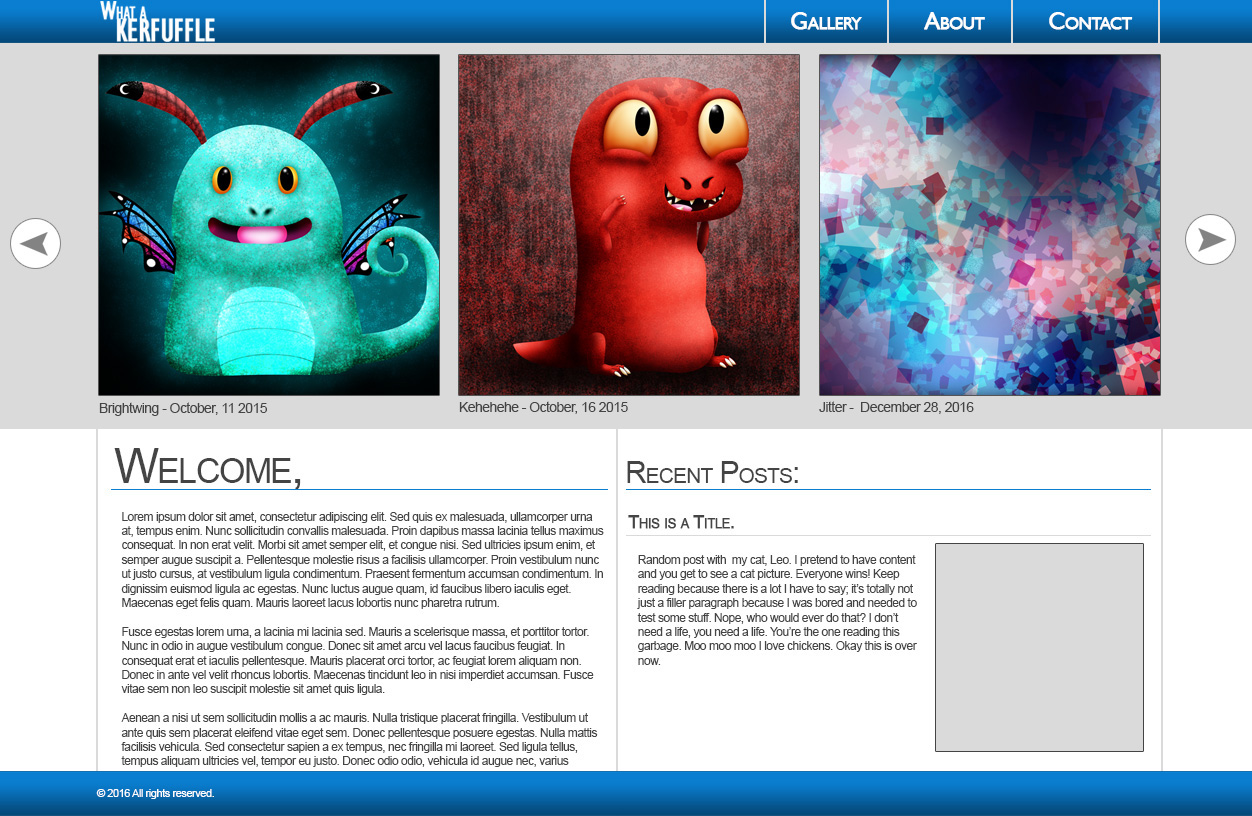 WHAT A
KERFUFFLE
GALLERY
ABOUT
CONTACT
Brightwing - October, 11 2015
Kehehehe - October, 16 2015
Jitter -  December 28, 2016
WELCOME,
Lorem ipsum dolor sit amet, consectetur adipiscing elit. Sed quis ex malesuada, ullamcorper urna
at, tempus enim. Nunc sollicitudin convallis malesuada. Proin dapibus massa lacinia tellus maximus
consequat. In non erat velit. Morbi sit amet semper elit, et congue nisi. Sed ultricies ipsum enim, et
semper augue suscipit a. Pellentesque molestie risus a facilisis ullamcorper. Proin vestibulum nunc
ut justo cursus, at vestibulum ligula condimentum. Praesent fermentum accumsan condimentum. In
dignissim euismod ligula ac egestas. Nunc luctus augue quam, id faucibus libero iaculis eget.
Maecenas eget felis quam. Mauris laoreet lacus lobortis nunc pharetra rutrum.
Fusce egestas lorem urna, a lacinia mi lacinia sed. Mauris a scelerisque massa, et porttitor tortor.
Nunc in odio in augue vestibulum congue. Donec sit amet arcu vel lacus faucibus feugiat. In
consequat erat et iaculis pellentesque. Mauris placerat orci tortor, ac feugiat lorem aliquam non.
Donec in ante vel velit rhoncus lobortis. Maecenas tincidunt leo in nisi imperdiet accumsan. Fusce
vitae sem non leo suscipit molestie sit amet quis ligula.
Aenean a nisi ut sem sollicitudin mollis a ac mauris. Nulla tristique placerat fringilla. Vestibulum ut
ante quis sem placerat eleifend vitae eget sem. Donec pellentesque posuere egestas. Nulla mattis
facilisis vehicula. Sed consectetur sapien a ex tempus, nec fringilla mi laoreet. Sed ligula tellus,
tempus aliquam ultricies vel, tempor eu justo. Donec odio odio, vehicula id augue nec, varius
RECENT POSTS:
THIS IS A TITLE.
Random post with  my cat, Leo. I pretend to have content
and you get to see a cat picture. Everyone wins! Keep
reading because there is a lot I have to say; it's totally not
just a filler paragraph because I was bored and needed to
test some stuff. Nope, who would ever do that? I don't
need a life, you need a life. You're the one reading this
garbage. Moo moo moo I love chickens. Okay this is over
now.
© 2016 All rights reserved.